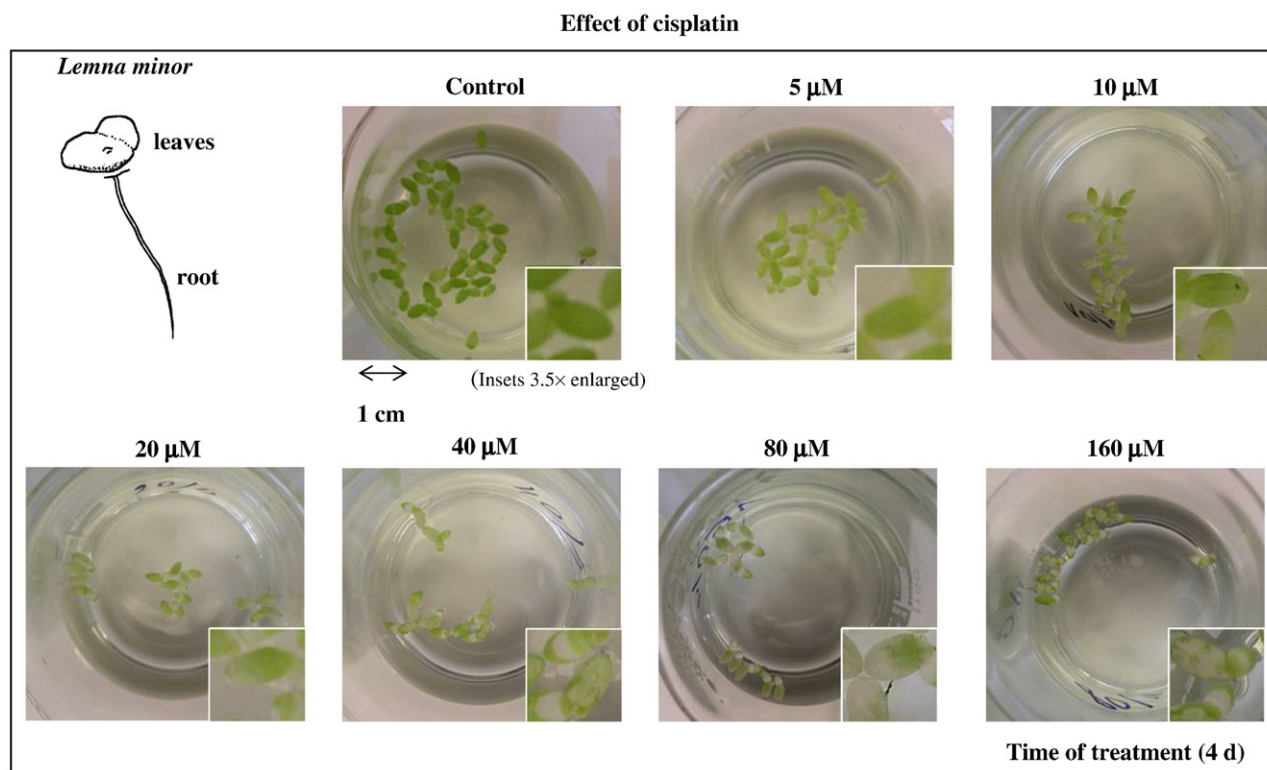 Effect of cisplatin
Lemna minor
leaves
root
Control
5 μM
10 μM
(Insets 3.5× enlarged)
1 cm
20 μM
40 μM
80 μM
160 μM
Time of treatment (4 d)